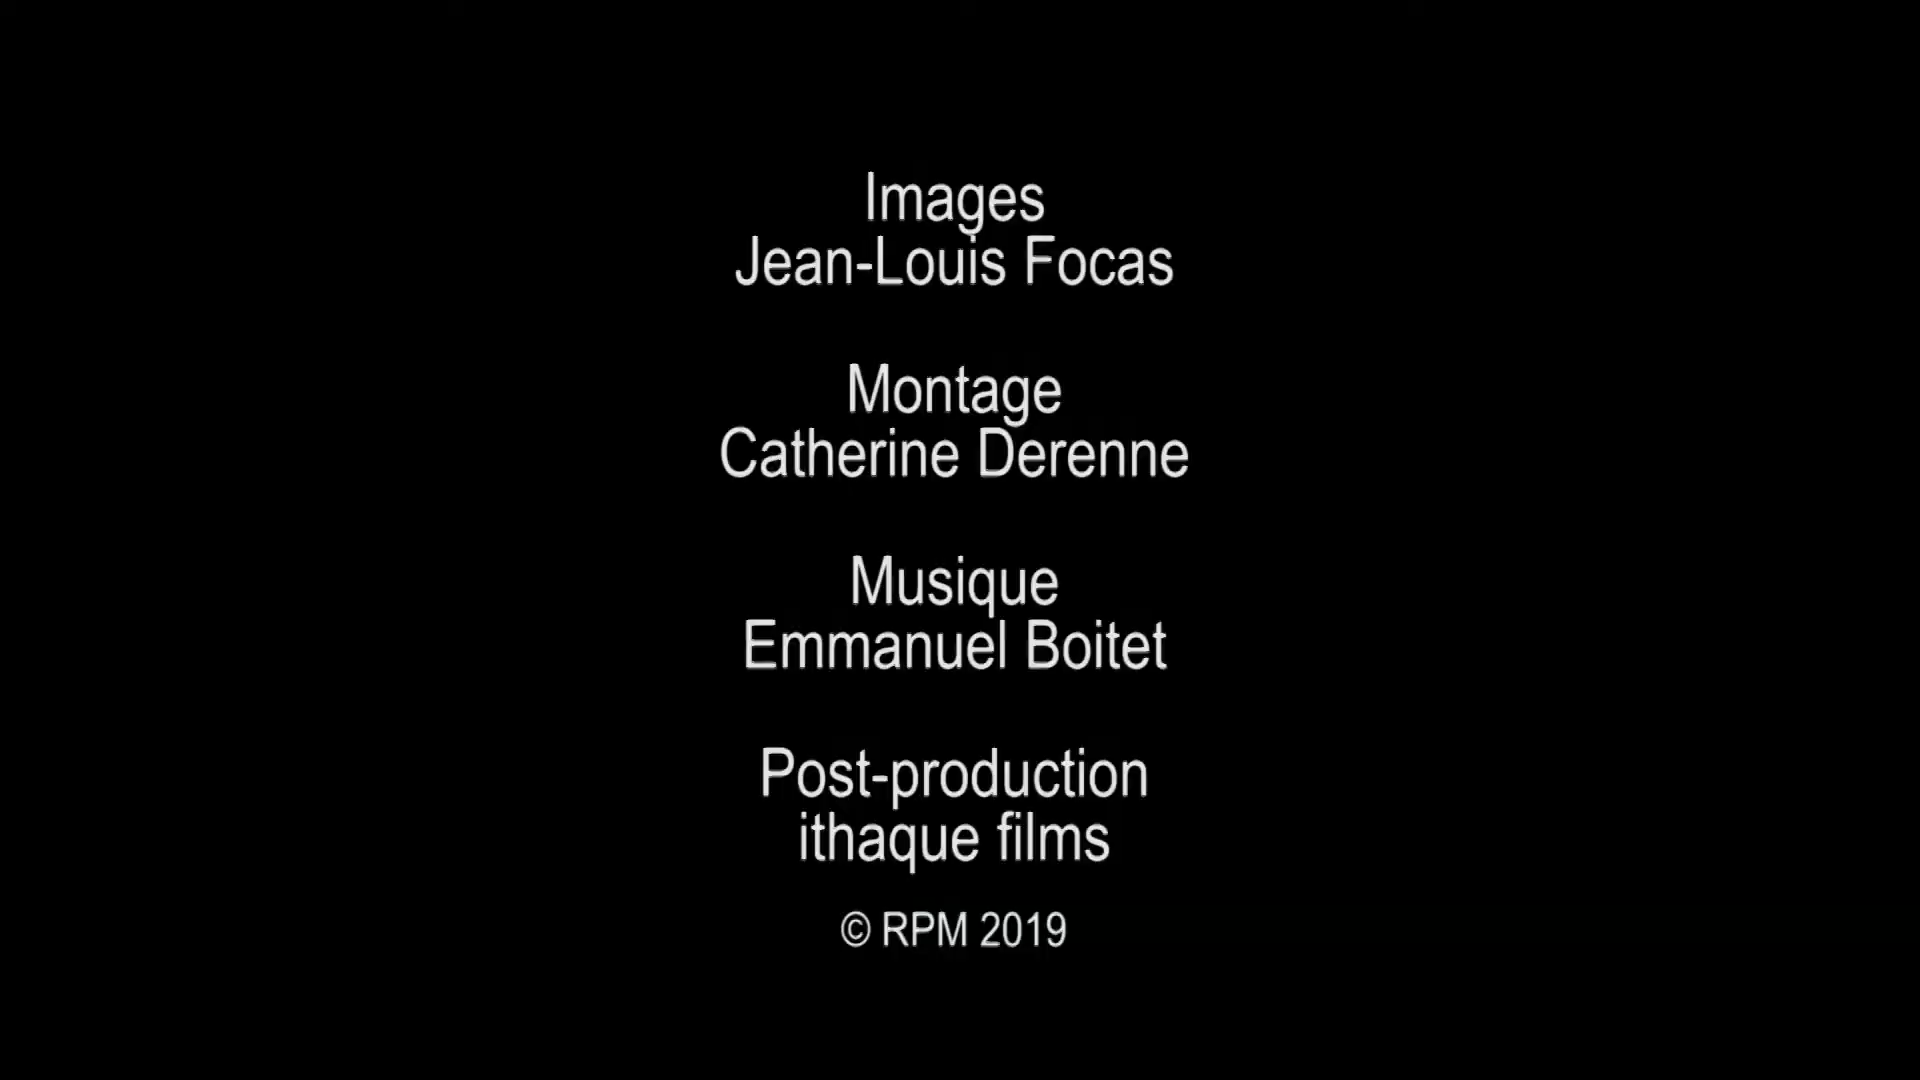 Images
Jean-Louis Focas
Montage
Catherine Derenne
Musique
Emmanuel Boitet
Post-production
ithaque films
© RPM 2019